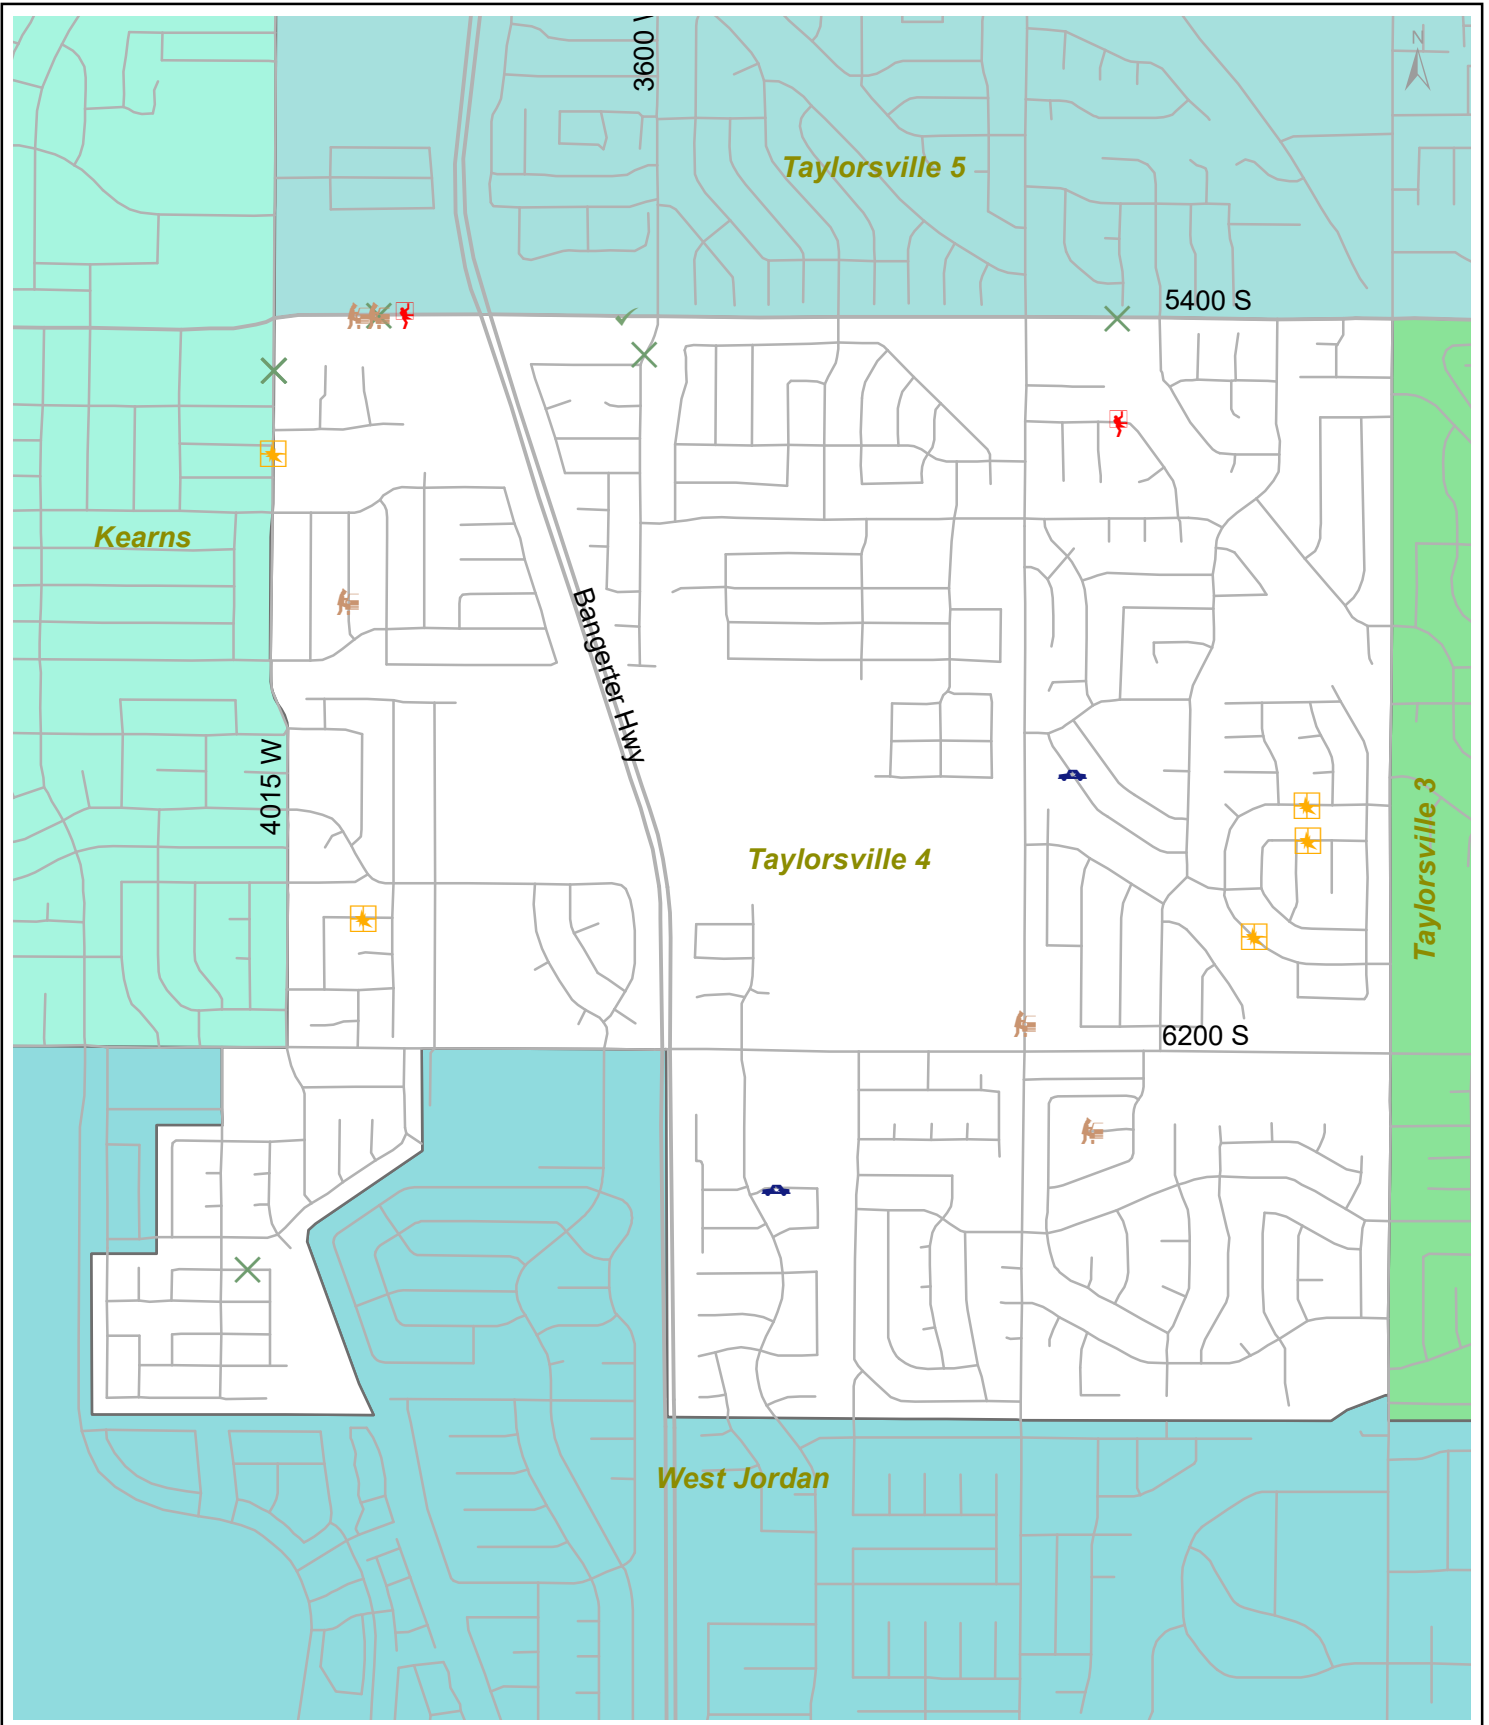 N
3600 W
Taylorsville 5
5400 S
Kearns
Bangerter Hwy
4015 W
Taylorsville 4
Taylorsville 3
6200 S
West Jordan